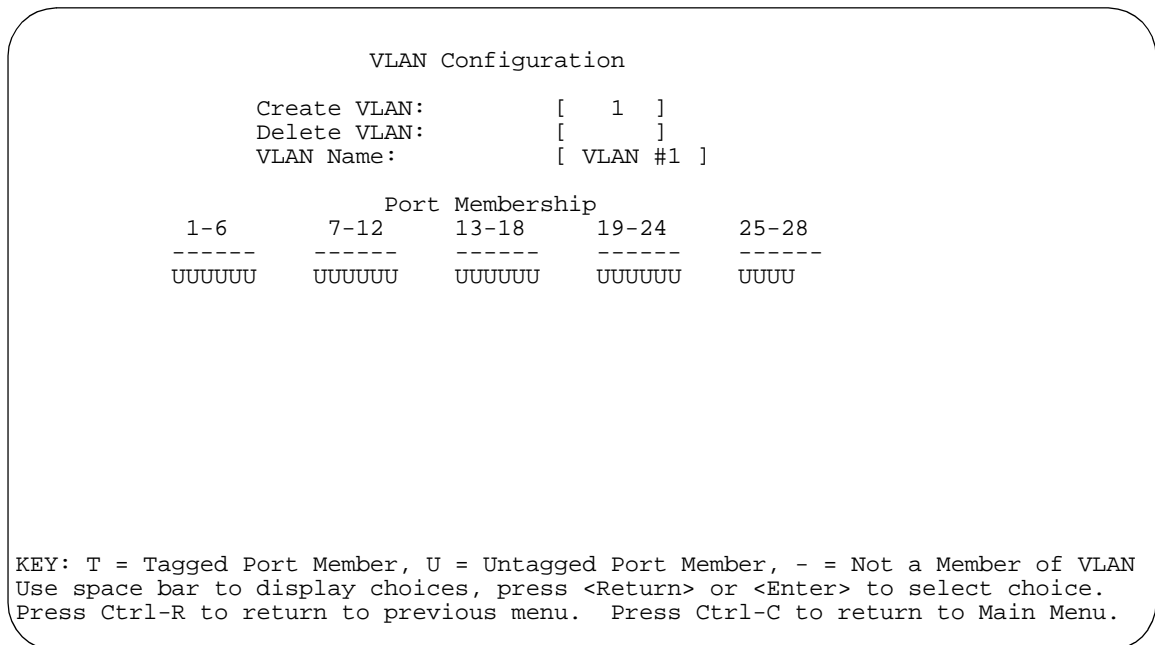 VLAN Configuration
Create VLAN: [ 1 ]
Delete VLAN: [ ]
VLAN Name: [ VLAN #1 ]
Port Membership
1-6 7-12 13-18 19-24 25-28
------ ------ ------ ------ ------
UUUUUU UUUUUU UUUUUU UUUUUU UUUU
KEY: T = Tagged Port Member, U = Untagged Port Member, - = Not a Member of VLAN
Use space bar to display choices, press <Return> or <Enter> to select choice.
Press Ctrl-R to return to previous menu. Press Ctrl-C to return to Main Menu.